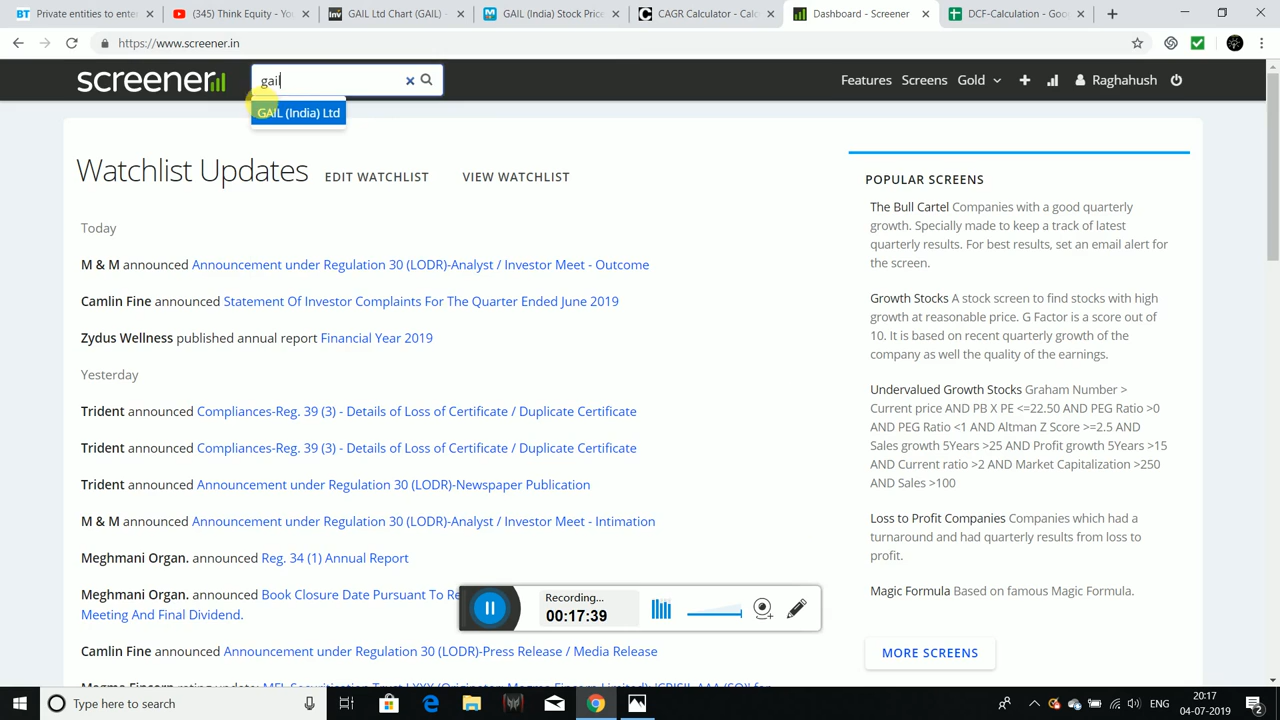 Private entities to enter
(345) Think Equity - Yo
GAIL Ltd Chart (GAIL) -
GAIL (India) Stock Price
CAGR Calculator - Calc
Dashboard - Screener
DCF-Calculation - Goo
https://www.screener.in
screener
gail
Features Screens Gold Raghaush
GAIL (India) Ltd
Watchlist Updates EDIT WATCHLIST VIEW WATCHLIST
Today
M & M announced Announcement under Regulation 30 (LODR)-Analyst / Investor Meet - Outcome
Camlin Fine announced Statement Of Investor Complaints For The Quarter Ended June 2019
Zydus Wellness published annual report Financial Year 2019
Yesterday
Trident announced Compliances-Reg. 39 (3) - Details of Loss of Certificate / Duplicate Certificate
Trident announced Compliances-Reg. 39 (3) - Details of Loss of Certificate / Duplicate Certificate
Trident announced Announcement under Regulation 30 (LODR)-Newspaper Publication
M & M announced Announcement under Regulation 30 (LODR)-Analyst / Investor Meet - Intimation
Meghmani Organ. announced Reg. 34 (1) Annual Report
Meghmani Organ. announced Book Closure Date Pursuant To Re
Meeting And Final Dividend.
Camlin Fine announced Announcement under Regulation 30 (LODR)-Press Release / Media Release
POPULAR SCREENS
The Bull Cartel Companies with a good quarterly
growth. Specially made to keep a track of latest
quarterly results. For best results, set an email alert for
the screen.
Growth Stocks A stock screen to find stocks with high
growth at reasonable price. G Factor is a score out of
10. It is based on recent quarterly growth of the
company as well the quality of the earnings.
Undervalued Growth Stocks Graham Number >
Current price AND PB X PE <=22.50 AND PEG Ratio >0
AND PEG Ratio <1 AND Altman Z Score >=2.5 AND
Sales growth 5Years >25 AND Profit growth 5Years >15
AND Current ratio >2 AND Market Capitalization >250
AND Sales >100
Loss to Profit Companies Companies which had a
turnaround and had quarterly results from loss to
profit.
Magic Formula Based on famous Magic Formula.
MORE SCREENS
Recording...
00:17:39
Type here to search
ENG
20:17
04-07-2019
2